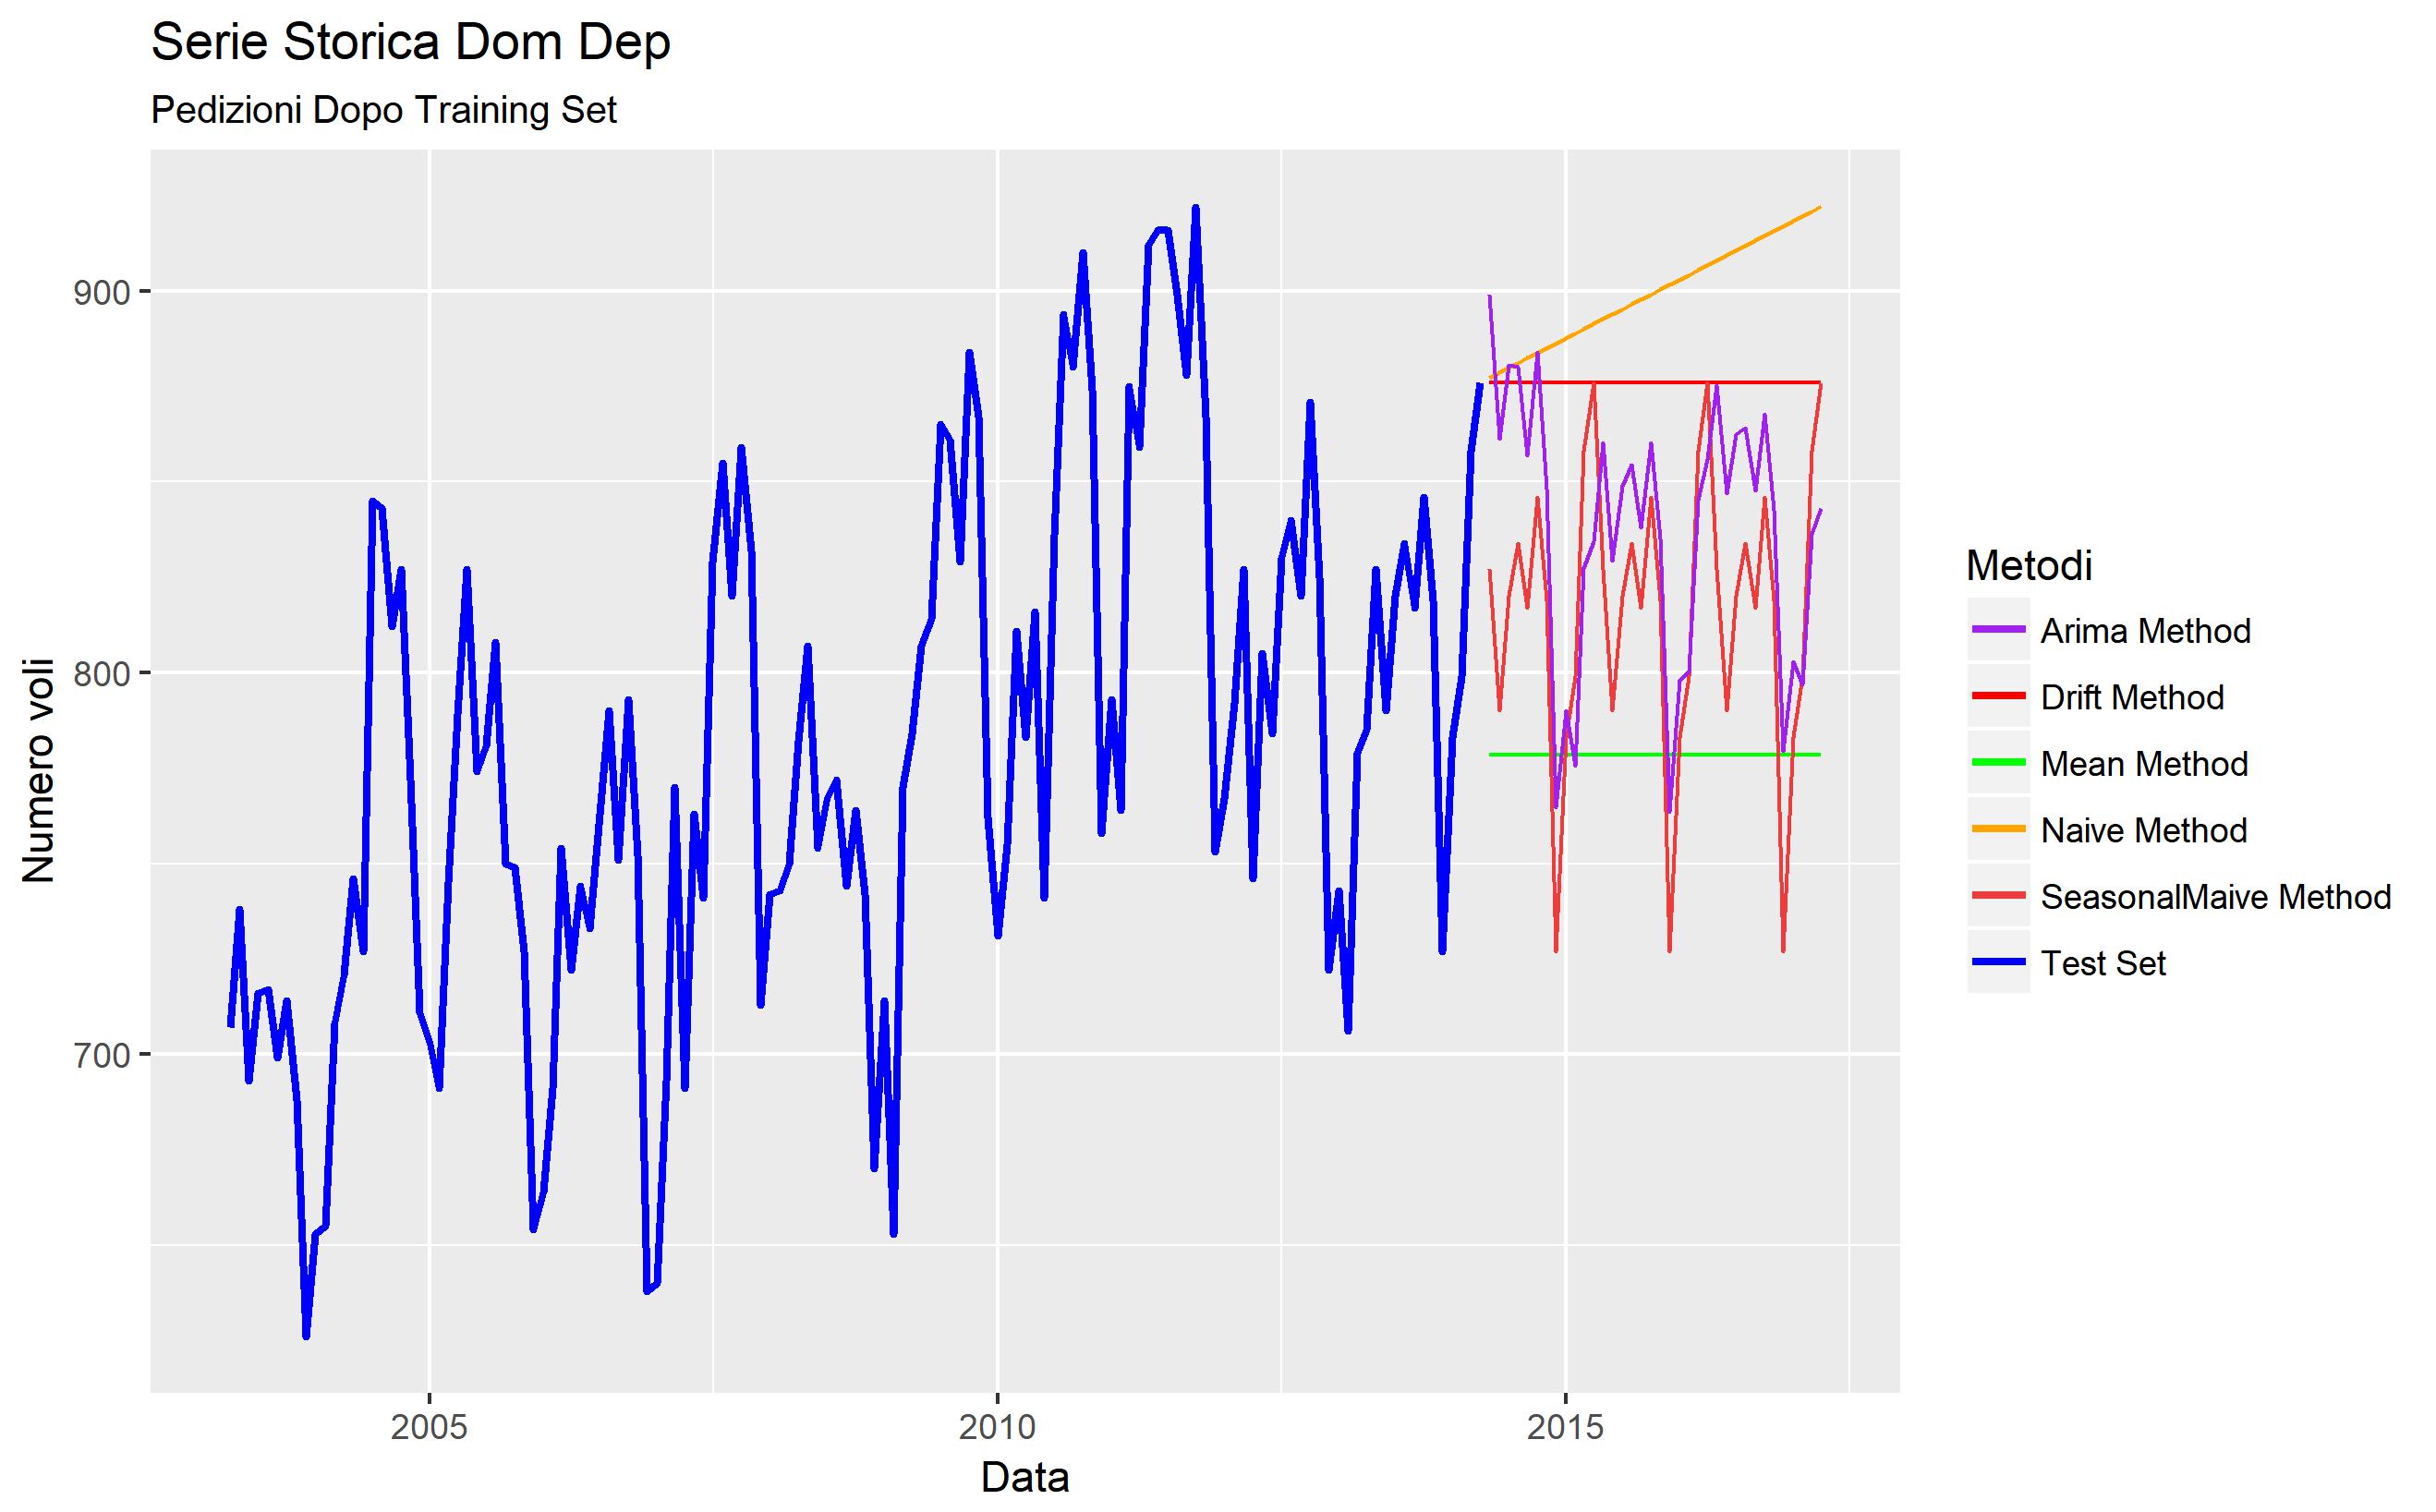 Serie Storica Dom Dep
Pedizioni Dopo Training Set
Numero voli
900
800
700
2005
2010
2015
Data
Metodi
Arima Method
Drift Method
Mean Method
Naive Method
SeasonalMaive Method
Test Set